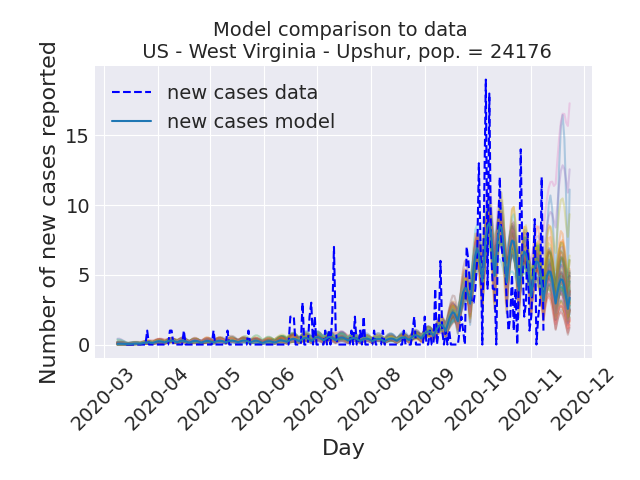 Model comparison to data
US - West Virginia - Upshur, pop. = 24176
new cases data
new cases model
Number of new cases reported
15
10
5
0
2020-03
2020-04
2020-05
2020-06
2020-07
2020-08
2020-09
2020-10
2020-11
2020-12
Day